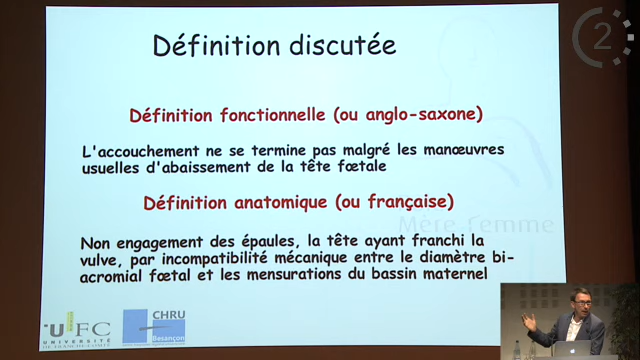 2
Définition discutée
Définition fonctionnelle (ou anglo-saxone)
L'accouchement ne se termine pas malgré les manœuvres
usuelles d'abaissement de la tête fœtale
Définition anatomique (ou française)
Mère Femme
Non engagement des épaules, la tête ayant franchi la
vulve, par incompatibilité mécanique entre le diamètre bi-
acromial fœtal et les mensurations du bassin maternel
UFC
UNIVERSITÉ
DE FRANCHE-COMTÉ
CHRU
Besançon